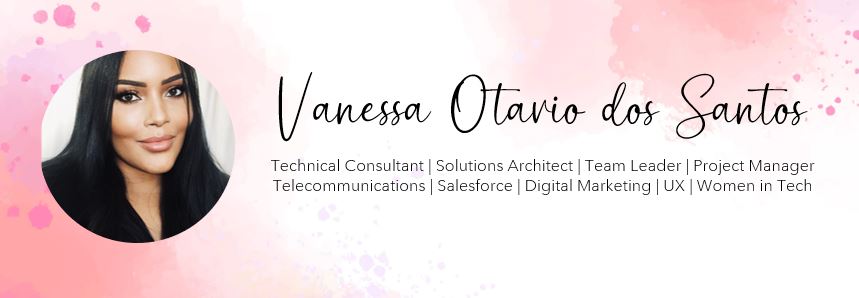 Vanessa Otavio dos Santos
Technical Consultant | Solutions Architect | Team Leader | Project Manager
Telecommunications | Salesforce | Digital Marketing | UX | Women in Tech